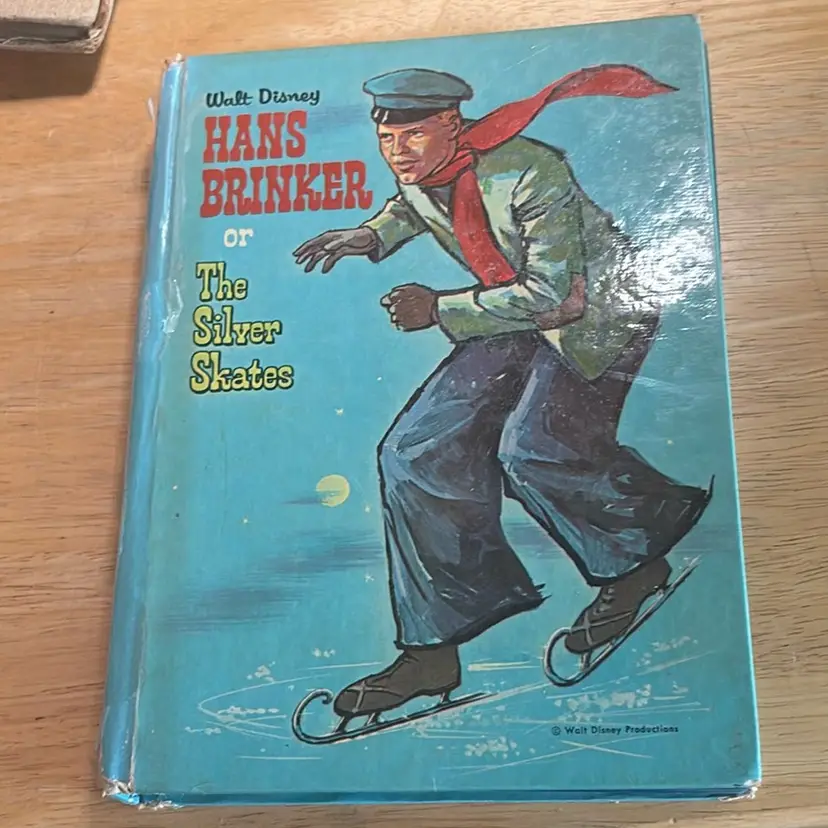 Walt Disney
HANS
BRINKER
or
The
Silver
Skates
© Walt Disney Productions